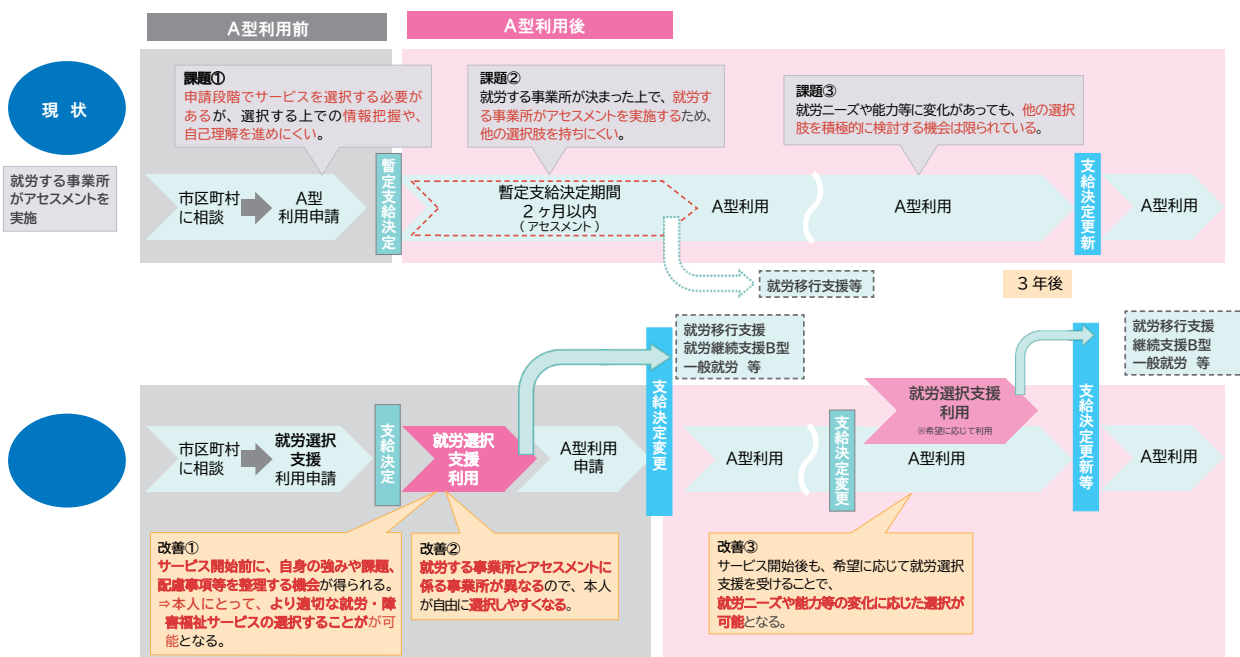 A型利用前
A型利用後
現 状
就労する事業所
がアセスメントを
実施
課題①
申請段階でサービスを選択する必要が
あるが、選択する上での情報把握や、
自己理解を進めにくい。
課題②
就労する事業所が決まった上で、就労す
る事業所がアセスメントを実施するため、
他の選択肢を持ちにくい。
課題③
就労ニーズや能力等に変化があっても、他の選択
肢を積極的に検討する機会は限られている。
市区町村
に相談
A型
利用申請
暫定支給決定
暫定支給決定期間
2ヶ月以内
(アセスメント)
A型利用
A型利用
支給決定更新
A型利用
就労移行支援等
3年後
就労移行支援
就労継続支援B型
一般就労 等
就労移行支援
継続支援B型
一般就労 等
市区町村
に相談
就労選択
支援
利用申請
支給決定
就労選択
支援
利用
A型利用
申請
支給決定変更
A型利用
支給決定変更
就労選択支援
利用
※希望に応じて利用
A型利用
支給決定更新等
A型利用
改善①
サービス開始前に、自身の強みや課題、
配慮事項等を整理する機会が得られる。
⇒本人にとって、より適切な就労・障
害福祉サービスの選択することがが可
能となる。
改善②
就労する事業所とアセスメントに
係る事業所が異なるので、本人
が自由に選択しやすくなる。
改善③
サービス開始後も、希望に応じて就労選択
支援を受けることで、
就労ニーズや能力等の変化に応じた選択が
可能となる。